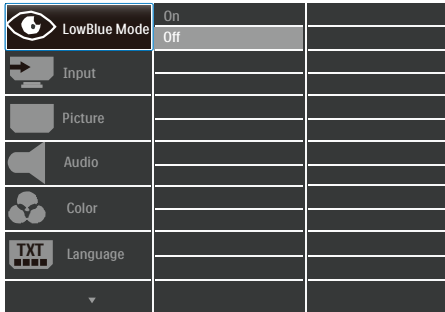 LowBlue Mode
On
Off
Input
Picture
Audio
Color
TXT
Language